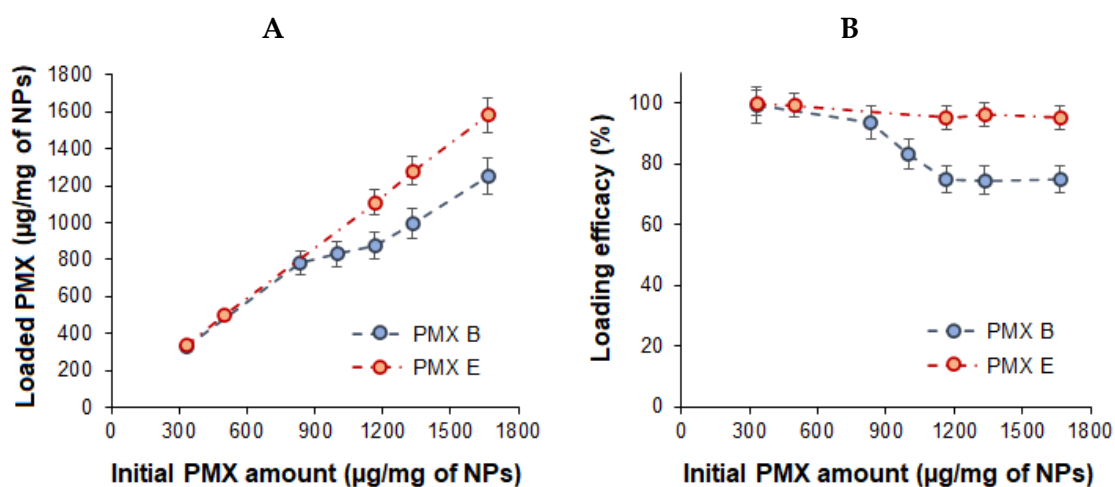 A
Loaded PMX (µg/mg of NPs)
1800
1600
1400
1200
1000
800
600
400
200
0
PMX B
PMX E
0 300 600 900 1200 1500 1800
Initial PMX amount (µg/mg of NPs)
B
Loading efficacy (%)
100
80
60
40
20
0
PMX B
PMX E
0 300 600 900 1200 1500 1800
Initial PMX amount (µg/mg of NPs)